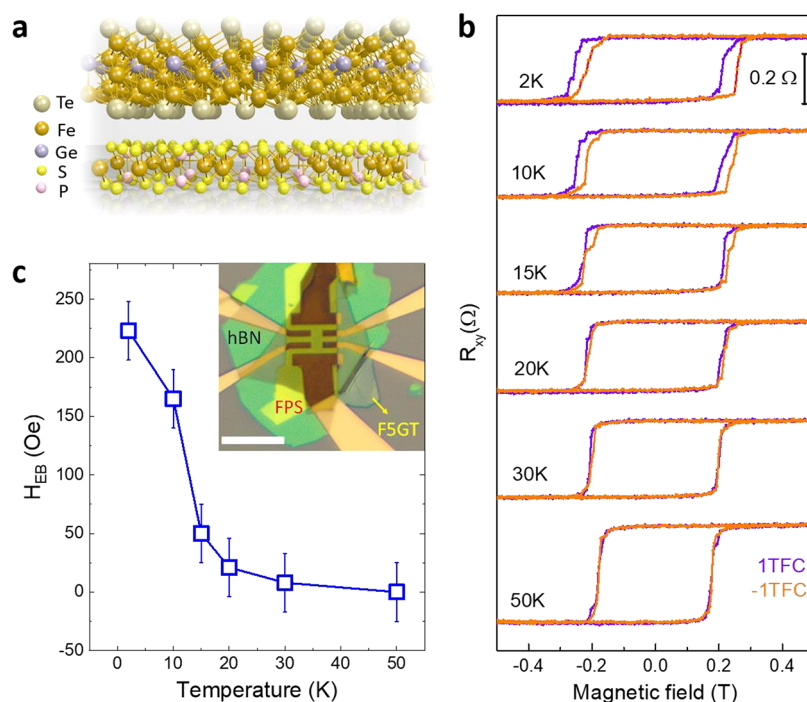 a
Te
Fe
Ge
S
P
b
2K
0.2 Ω
10K
15K
20K
30K
50K
1TFC
-1TFC
Rxy(Ω)
-0.4 -0.2 0.0 0.2 0.4
Magnetic field (T)
c
250
200
150
100
50
0
-50
HEB (Oe)
hBN
FPS
F5GT
0 10 20 30 40 50
Temperature (K)